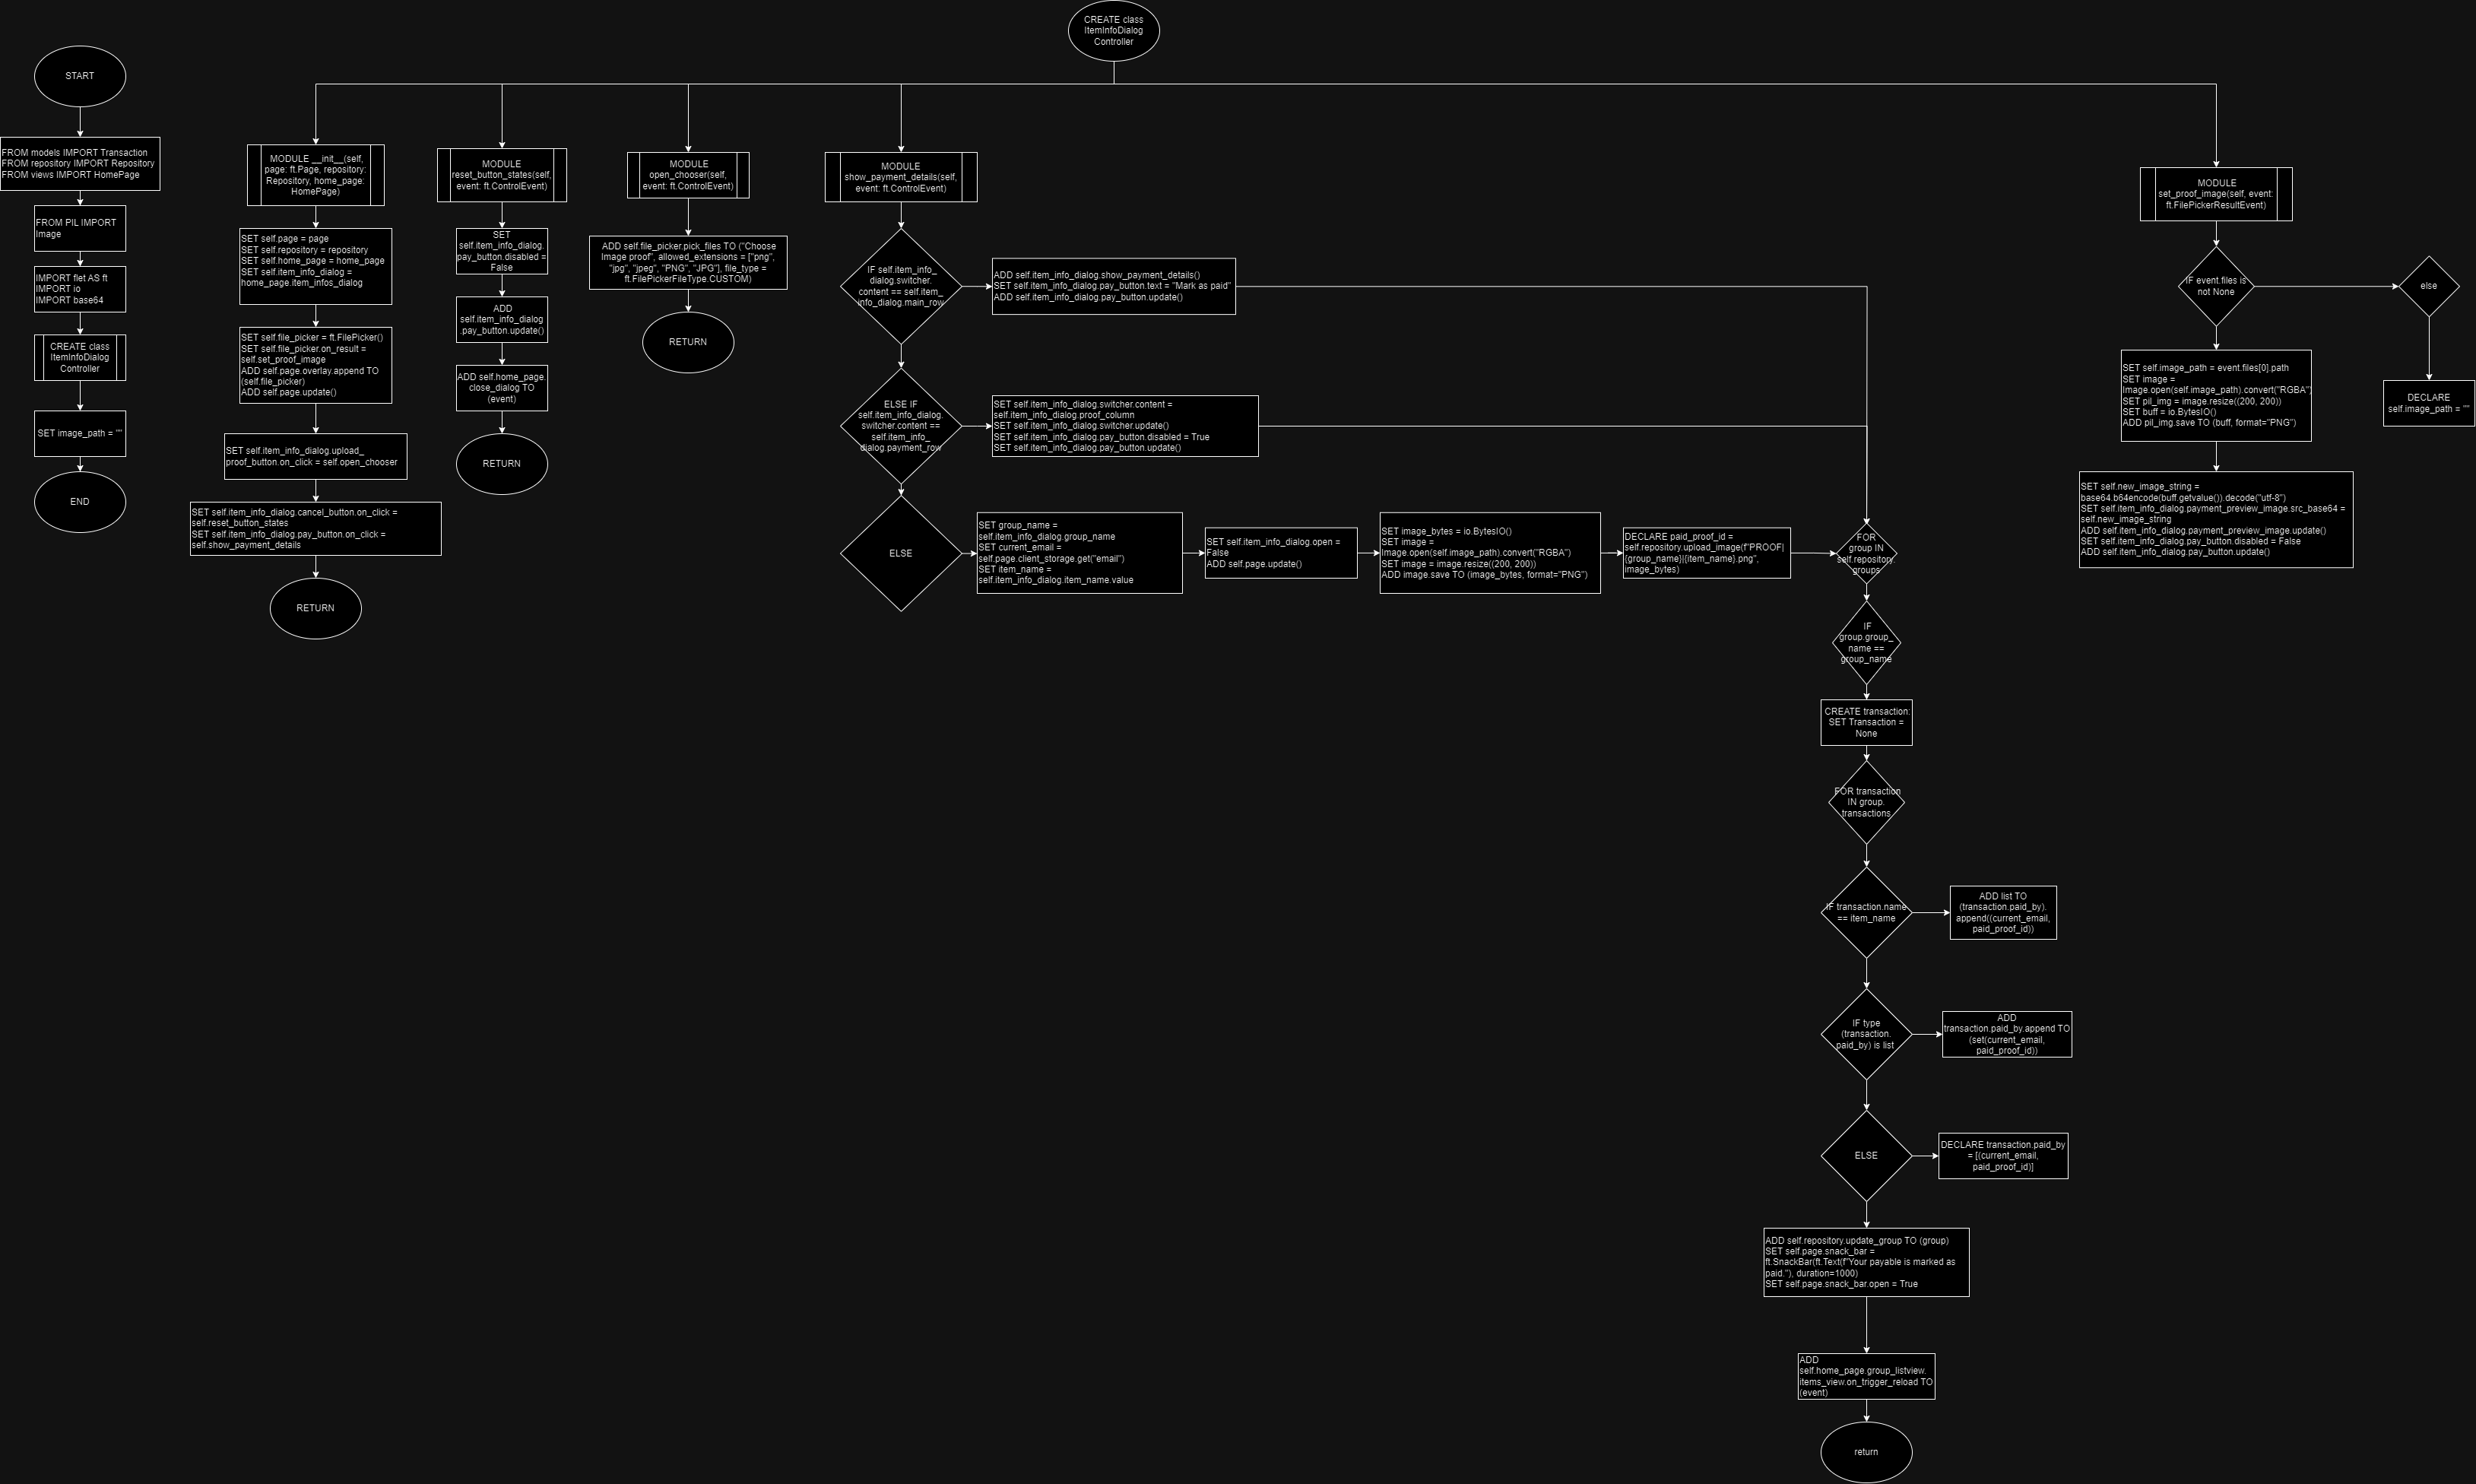 CREATE class
ItemInfoDialog
Controller
START
FROM models IMPORT Transaction
FROM repository IMPORT Repository
FROM views IMPORT HomePage
FROM PIL IMPORT
Image
IMPORT flet AS ft
IMPORT io
IMPORT base64
CREATE class
ItemInfoDialog
Controller
SET image_path = ""
END
MODULE __init__(self,
page: ft.Page, repository:
Repository, home_page:
HomePage)
SET self.page = page
SET self.repository = repository
SET self.home_page = home_page
SET self.item_info_dialog =
home_page.item_infos_dialog
SET self.file_picker = ft.FilePicker()
SET self.file_picker.on_result =
self.set_proof_image
ADD self.page.overlay.append TO
(self.file_picker)
ADD self.page.update()
SET self.item_info_dialog.upload_
proof_button.on_click = self.open_chooser
SET self.item_info_dialog.cancel_button.on_click =
self.reset_button_states
SET self.item_info_dialog.pay_button.on_click =
self.show_payment_details
RETURN
MODULE
reset_button_states(self,
event: ft.ControlEvent)
SET
self.item_info_dialog.
pay_button.disabled =
False
ADD
self.item_info_dialog
.pay_button.update()
ADD self.home_page.
close_dialog TO
(event)
RETURN
MODULE
open_chooser(self,
event: ft.ControlEvent)
ADD self.file_picker.pick_files TO ("Choose
Image proof", allowed_extensions = ["png",
"jpg", "jpeg", "PNG", "JPG"], file_type =
ft.FilePickerFileType.CUSTOM)
RETURN
MODULE
show_payment_details(self,
event: ft.ControlEvent)
IF self.item_info_
dialog.switcher.
content == self.item_
info_dialog.main_row
ADD self.item_info_dialog.show_payment_details()
SET self.item_info_dialog.pay_button.text = "Mark as paid"
ADD self.item_info_dialog.pay_button.update()
ELSE IF
self.item_info_dialog.
switcher.content ==
self.item_info_
dialog.payment_row
SET self.item_info_dialog.switcher.content =
self.item_info_dialog.proof_column
SET self.item_info_dialog.switcher.update()
SET self.item_info_dialog.pay_button.disabled = True
SET self.item_info_dialog.pay_button.update()
ELSE
SET group_name =
self.item_info_dialog.group_name
SET current_email =
self.page.client_storage.get("email")
SET item_name =
self.item_info_dialog.item_name.value
SET self.item_info_dialog.open =
False
ADD self.page.update()
SET image_bytes = io.BytesIO()
SET image =
Image.open(self.image_path).convert("RGBA")
SET image = image.resize((200, 200))
ADD image.save TO (image_bytes, format="PNG")
DECLARE paid_proof_id =
self.repository.upload_image(f"PROOF|
{group_name}|{item_name}.png",
image_bytes)
FOR
group IN
self.repository.
groups
IF
group.group_
name ==
group_name
CREATE transaction:
SET Transaction =
None
FOR transaction
IN group.
transactions
IF transaction.name
== item_name
ADD list TO
(transaction.paid_by).
append((current_email,
paid_proof_id))
IF type
(transaction.
paid_by) is list
ADD
transaction.paid_by.append TO
(set(current_email,
paid_proof_id))
ELSE
DECLARE transaction.paid_by
= [(current_email,
paid_proof_id)]
ADD self.repository.update_group TO (group)
SET self.page.snack_bar =
ft.SnackBar(ft.Text(f"Your payable is marked as
paid."), duration=1000)
SET self.page.snack_bar.open = True
ADD
self.home_page.group_listview.
items_view.on_trigger_reload TO
(event)
return
MODULE
set_proof_image(self, event:
ft.FilePickerResultEvent)
IF event.files is
not None
else
SET self.image_path = event.files[0].path
SET image =
Image.open(self.image_path).convert("RGBA")
SET pil_img = image.resize((200, 200))
SET buff = io.BytesIO()
ADD pil_img.save TO (buff, format="PNG")
DECLARE
self.image_path = ""
SET self.new_image_string =
base64.b64encode(buff.getvalue()).decode("utf-8")
SET self.item_info_dialog.payment_preview_image.src_base64 =
self.new_image_string
ADD self.item_info_dialog.payment_preview_image.update()
SET self.item_info_dialog.pay_button.disabled = False
ADD self.item_info_dialog.pay_button.update()